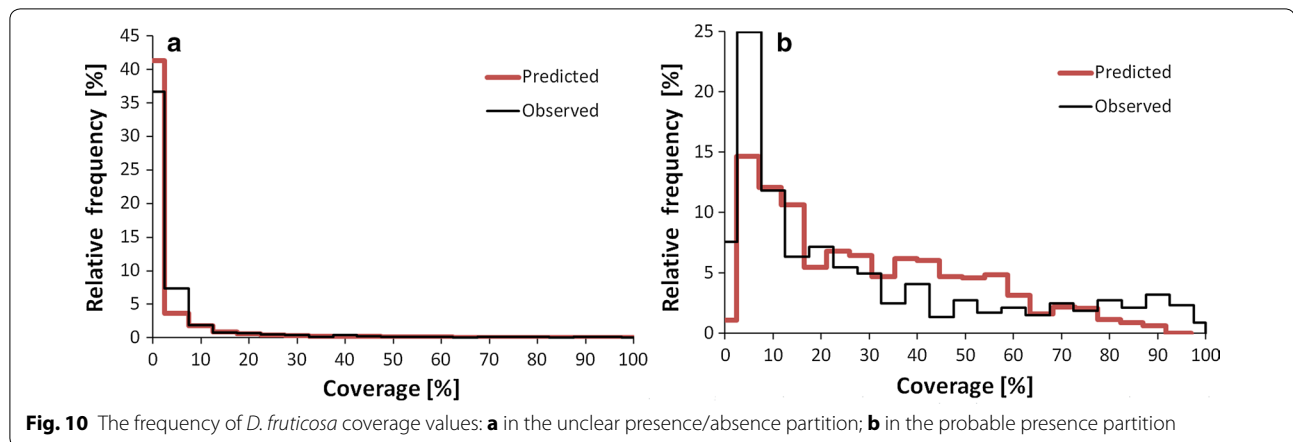 a
45
40
35
30
25
20
15
10
5
0
Relative frequency [%]
Predicted
Observed
0 10 20 30 40 50 60 70 80 90 100
Coverage [%]
b
25
20
15
10
5
0
Relative frequency [%]
Predicted
Observed
0 10 20 30 40 50 60 70 80 90 100
Coverage [%]
Fig. 10 The frequency of D. fruticosa coverage values: a in the unclear presence/absence partition; b in the probable presence partition